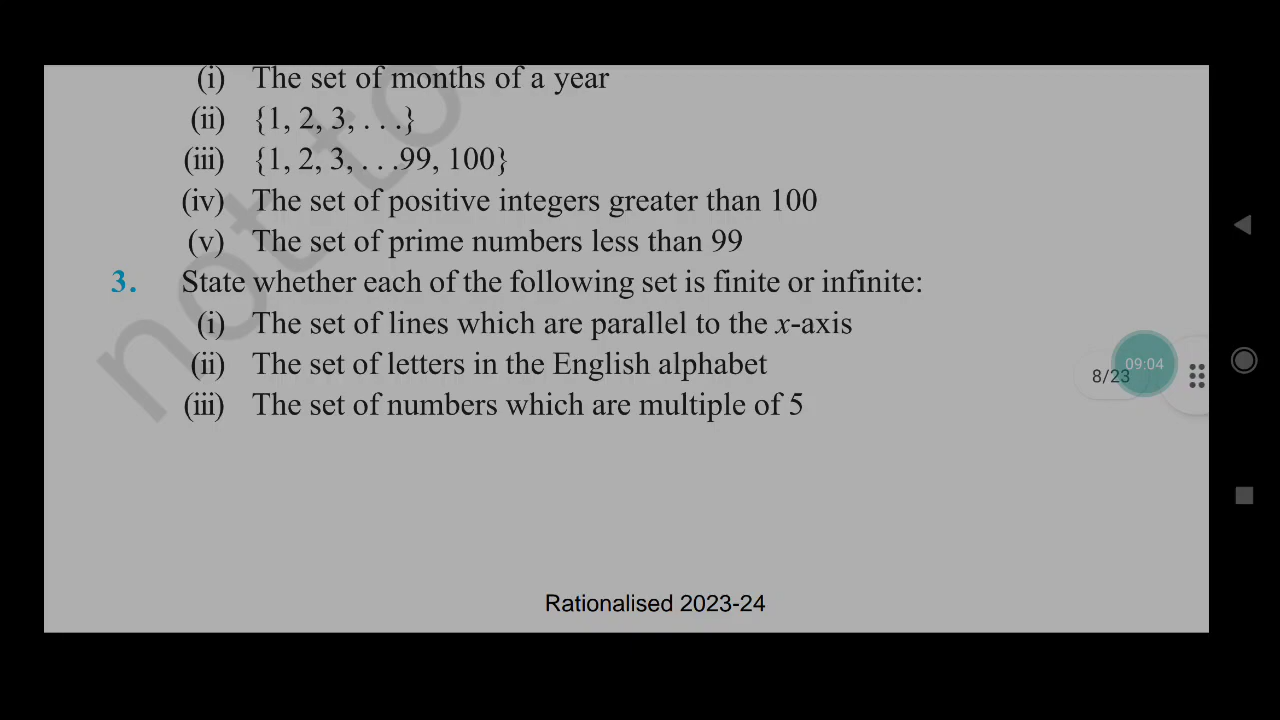 (i) The set of months of a year
(ii) {1, 2, 3, . . .}
(iii) {1, 2, 3, . . .99, 100}
(iv) The set of positive integers greater than 100
(v) The set of prime numbers less than 99
3. State whether each of the following set is finite or infinite:
(i) The set of lines which are parallel to the x-axis
(ii) The set of letters in the English alphabet
(iii) The set of numbers which are multiple of 5
09:04
8/23
not to
Rationalised 2023-24